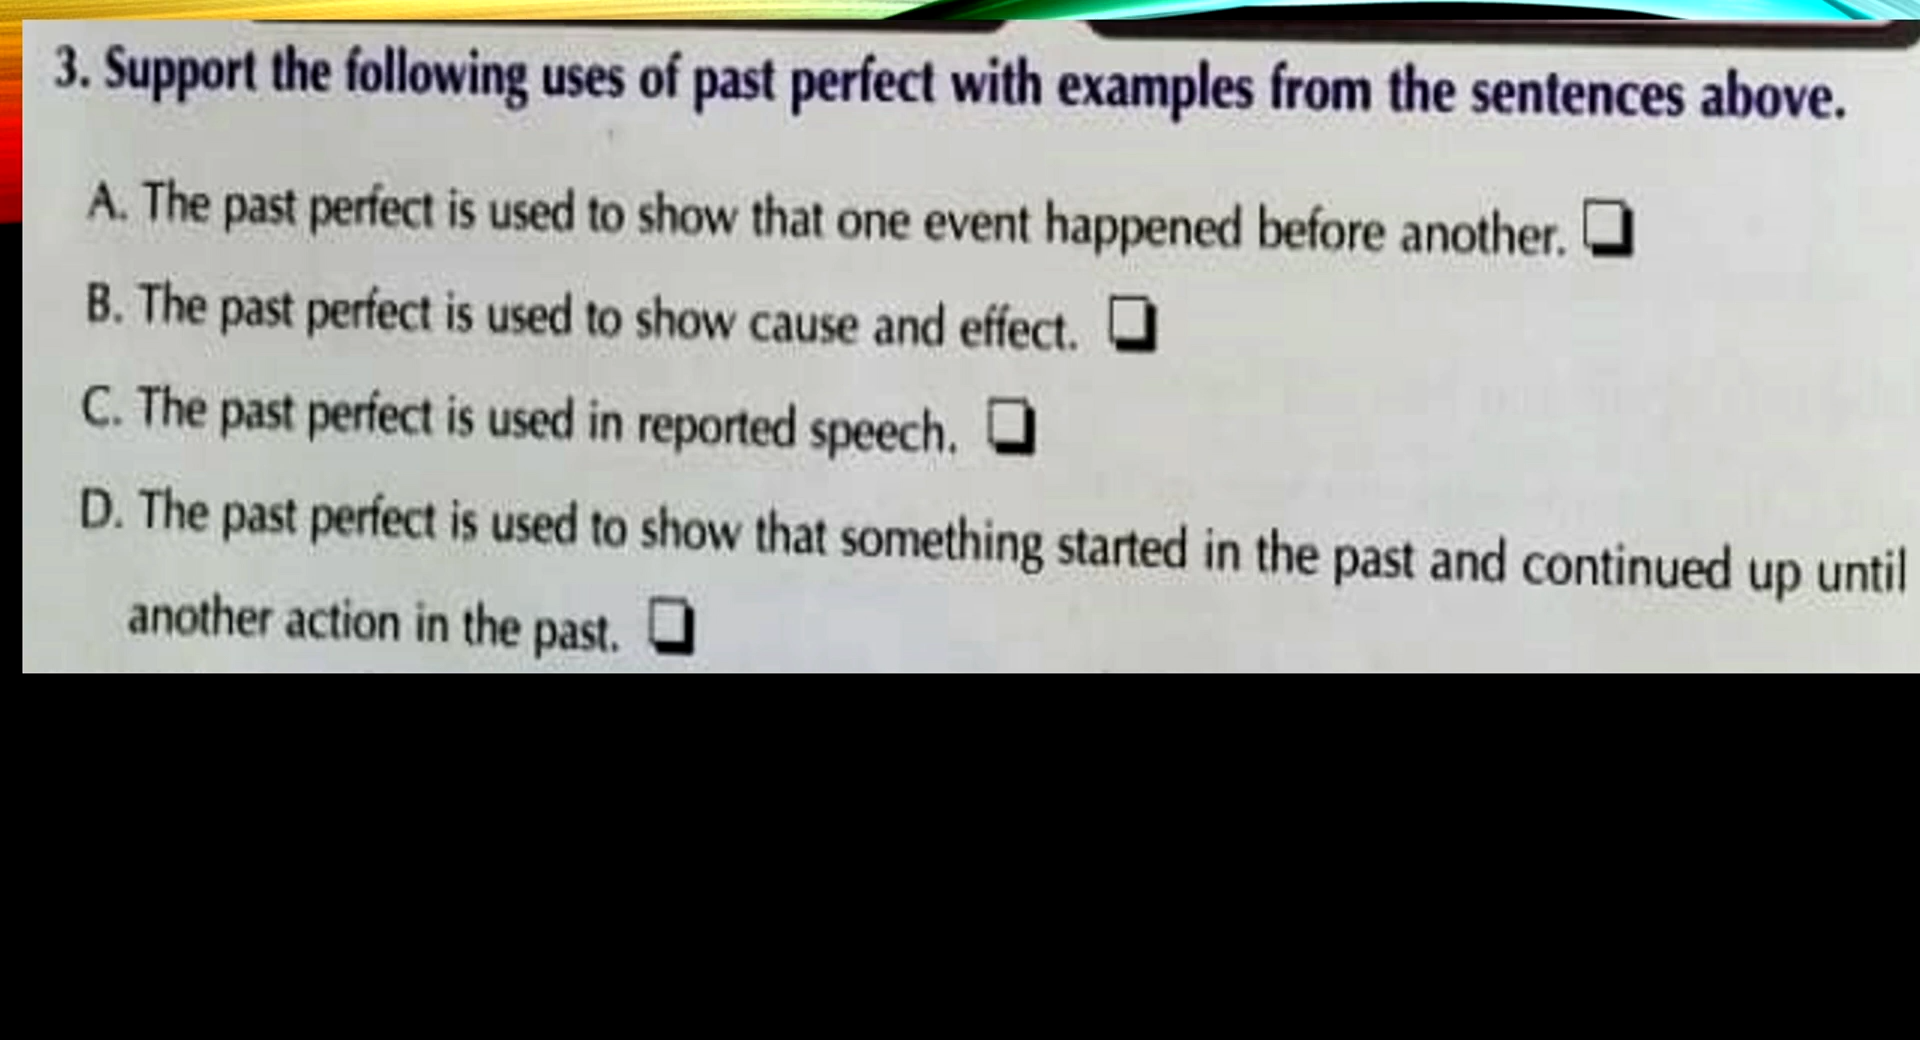 3. Support the following uses of past perfect with examples from the sentences above.
A. The past perfect is used to show that one event happened before another. ❑
B. The past perfect is used to show cause and effect. ❑
C. The past perfect is used in reported speech. ❑
D. The past perfect is used to show that something started in the past and continued up until
another action in the past. ❑